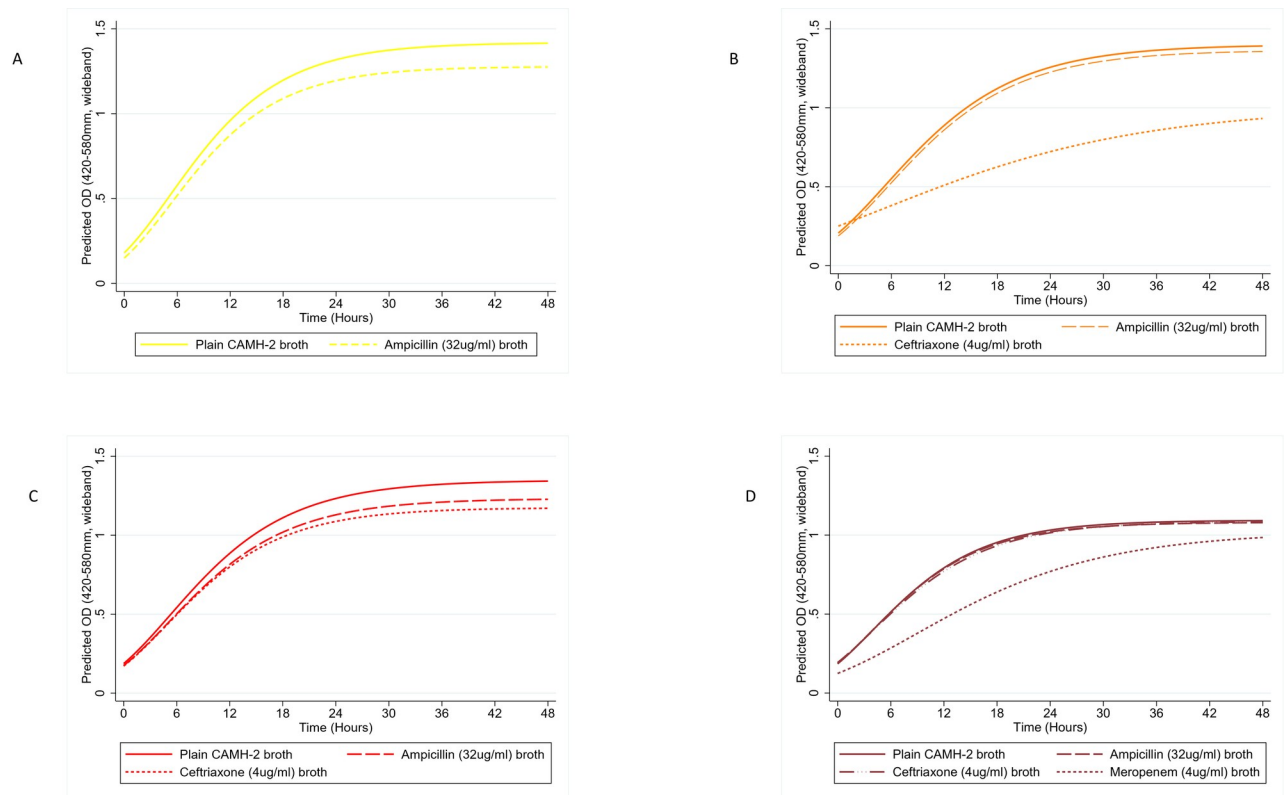 A
Predicted OD (420-580mm, wideband)
1.5
1
.5
0
0 6 12 18 24 30 36 42 48
Time (Hours)
Plain CAMH-2 broth Ampicillin (32ug/ml) broth
B
Predicted OD (420-580mm, wideband)
1.5
1
.5
0
0 6 12 18 24 30 36 42 48
Time (Hours)
Plain CAMH-2 broth Ampicillin (32ug/ml) broth
Ceftriaxone (4ug/ml) broth
C
Predicted OD (420-580mm, wideband)
1.5
1
.5
0
0 6 12 18 24 30 36 42 48
Time (Hours)
Plain CAMH-2 broth Ampicillin (32ug/ml) broth
Ceftriaxone (4ug/ml) broth
D
Predicted OD (420-580mm, wideband)
1.5
1
.5
0
0 6 12 18 24 30 36 42 48
Time (Hours)
Plain CAMH-2 broth Ampicillin (32ug/ml) broth
Ceftriaxone (4ug/ml) broth Meropenem (4ug/ml) broth